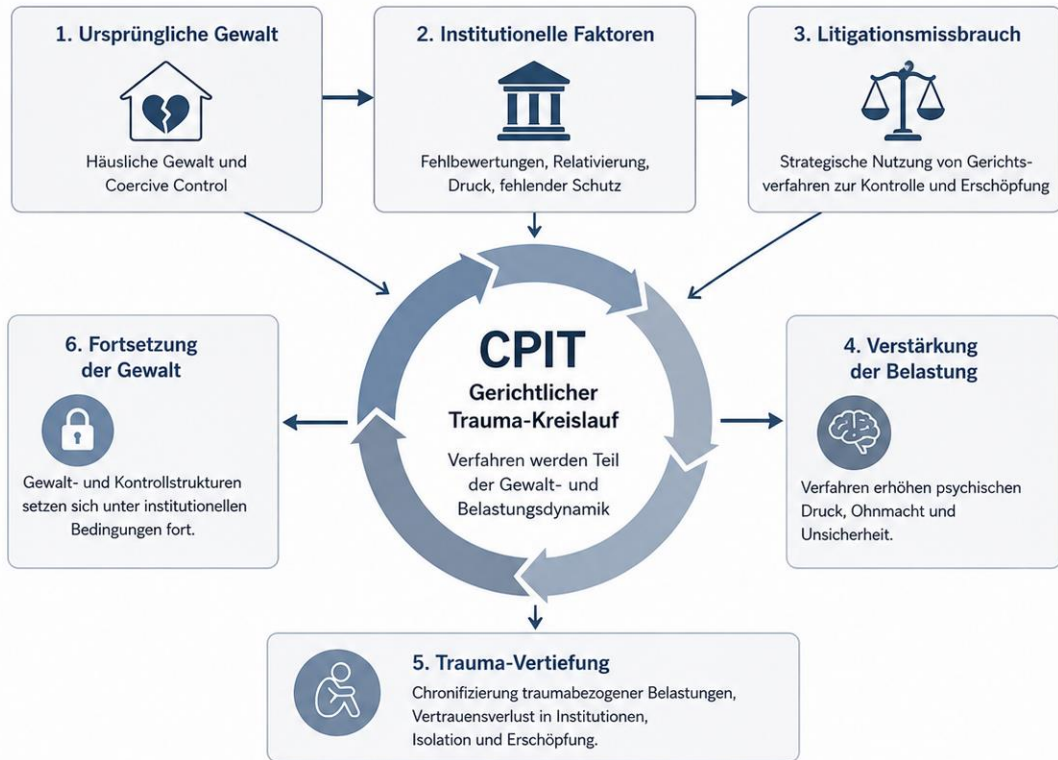 1. Ursprüngliche Gewalt
Häusliche Gewalt und
Coercive Control
2. Institutionelle Faktoren
Fehlbewertungen, Relativierung,
Druck, fehlender Schutz
3. Litigationsmissbrauch
Strategische Nutzung von Gerichts-
verfahren zur Kontrolle und Erschöpfung
CPIT
Gerichtlicher
Trauma-Kreislauf
Verfahren werden Teil
der Gewalt- und
Belastungsdynamik
4. Verstärkung
der Belastung
Verfahren erhöhen psychischen
Druck, Ohnmacht und
Unsicherheit.
5. Trauma-Vertiefung
Chronifizierung traumabezogener Belastungen,
Vertrauensverlust in Institutionen,
Isolation und Erschöpfung.
6. Fortsetzung
der Gewalt
Gewalt- und Kontrollstrukturen
setzen sich unter institutionellen
Bedingungen fort.